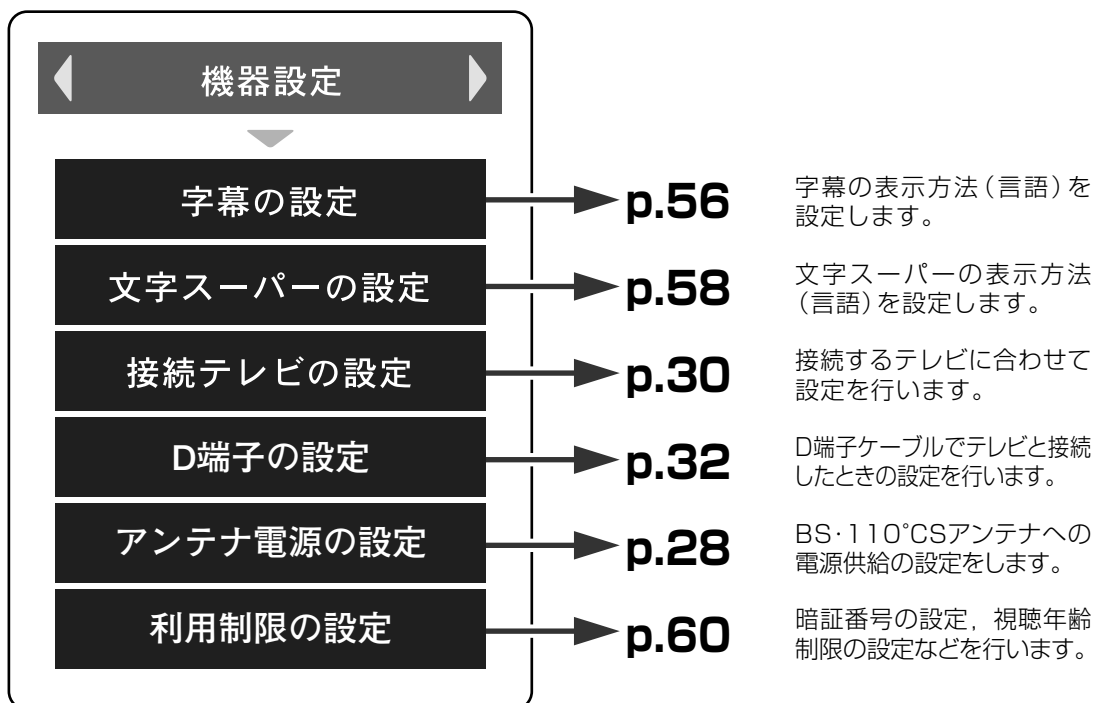 機器設定
字幕の設定
p.56
字幕の表示方法(言語)を
設定します。
文字スーパーの設定
p.58
文字スーパーの表示方法
(言語)を設定します。
接続テレビの設定
p.30
接続するテレビに合わせて
設定を行います。
D端子の設定
p.32
D端子ケーブルでテレビと接続
したときの設定を行います。
アンテナ電源の設定
p.28
BS·110°CSアンテナへの
電源供給の設定をします。
利用制限の設定
p.60
暗証番号の設定，視聴年齢
制限の設定などを行います。